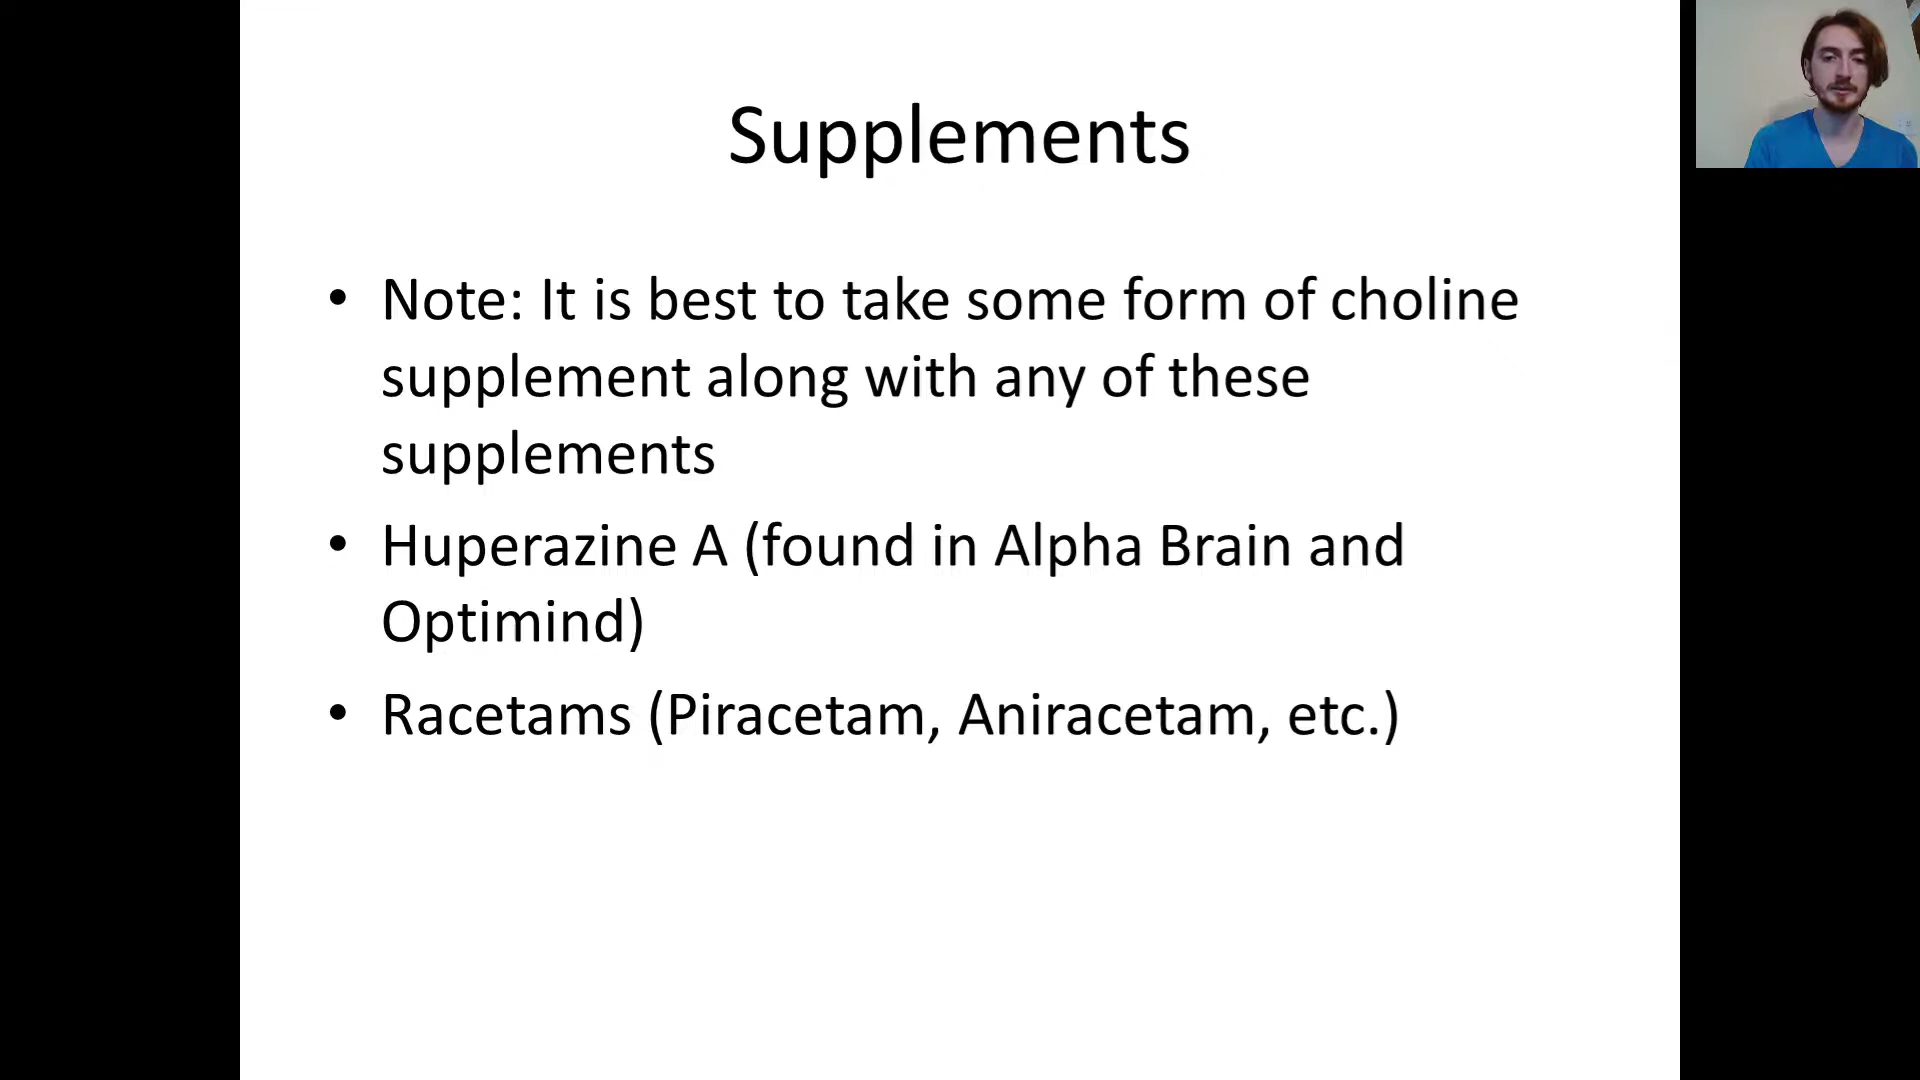 Supplements
• Note: It is best to take some form of choline
supplement along with any of these
supplements
• Huperazine A (found in Alpha Brain and
Optimind)
• Racetams (Piracetam, Aniracetam, etc.)